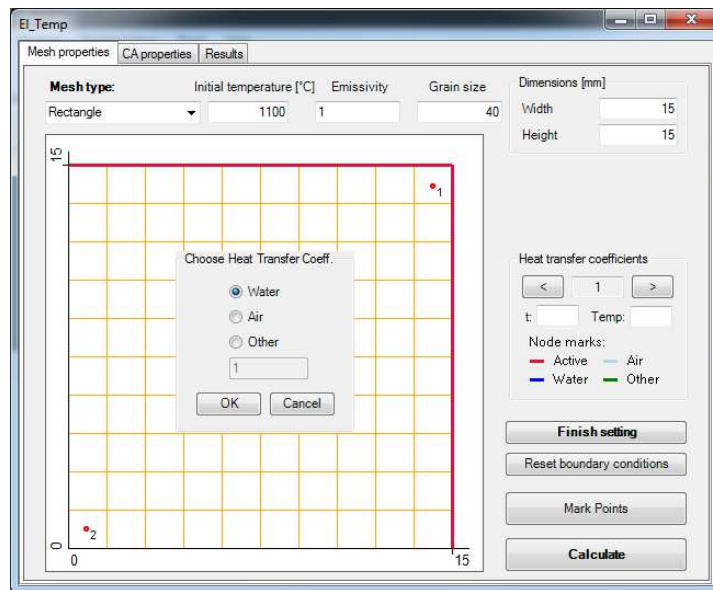 El_Temp
Mesh properties CA properties Results
Mesh type: Initial temperature [°C] Emissivity Grain size
Rectangle 1100 1 40
Dimensions [mm]
Width 15
Height 15
15
1
Choose Heat Transfer Coeff.
Water
Air
Other
1
OK Cancel
Heat transfer coefficients
< 1 >
t: Temp:
Node marks:
Active Air
Water Other
Finish setting
Reset boundary conditions
Mark Points
Calculate
2
0
0 15